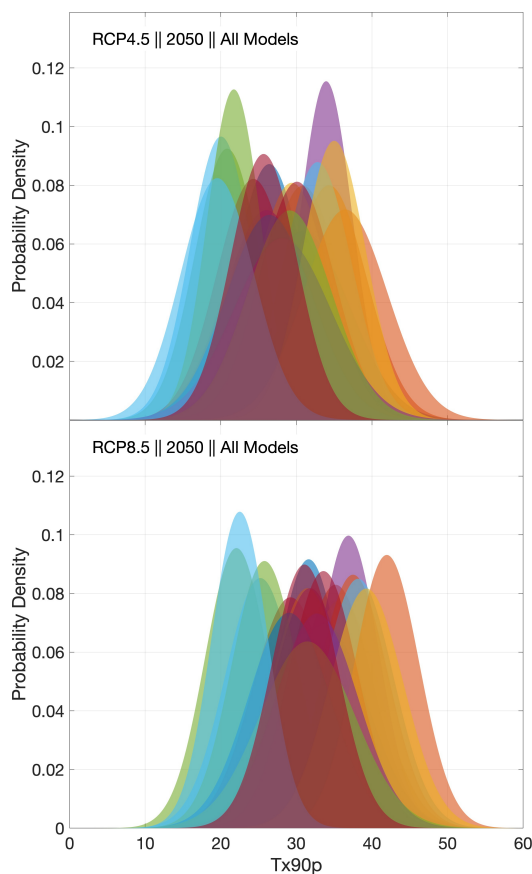 RCP4.5 || 2050 || All Models
0.12
0.1
0.08
0.06
0.04
0.02
Probability Density
RCP8.5 || 2050 || All Models
0.12
0.1
0.08
0.06
0.04
0.02
0
Probability Density
0 10 20 30 40 50 60
Tx90p